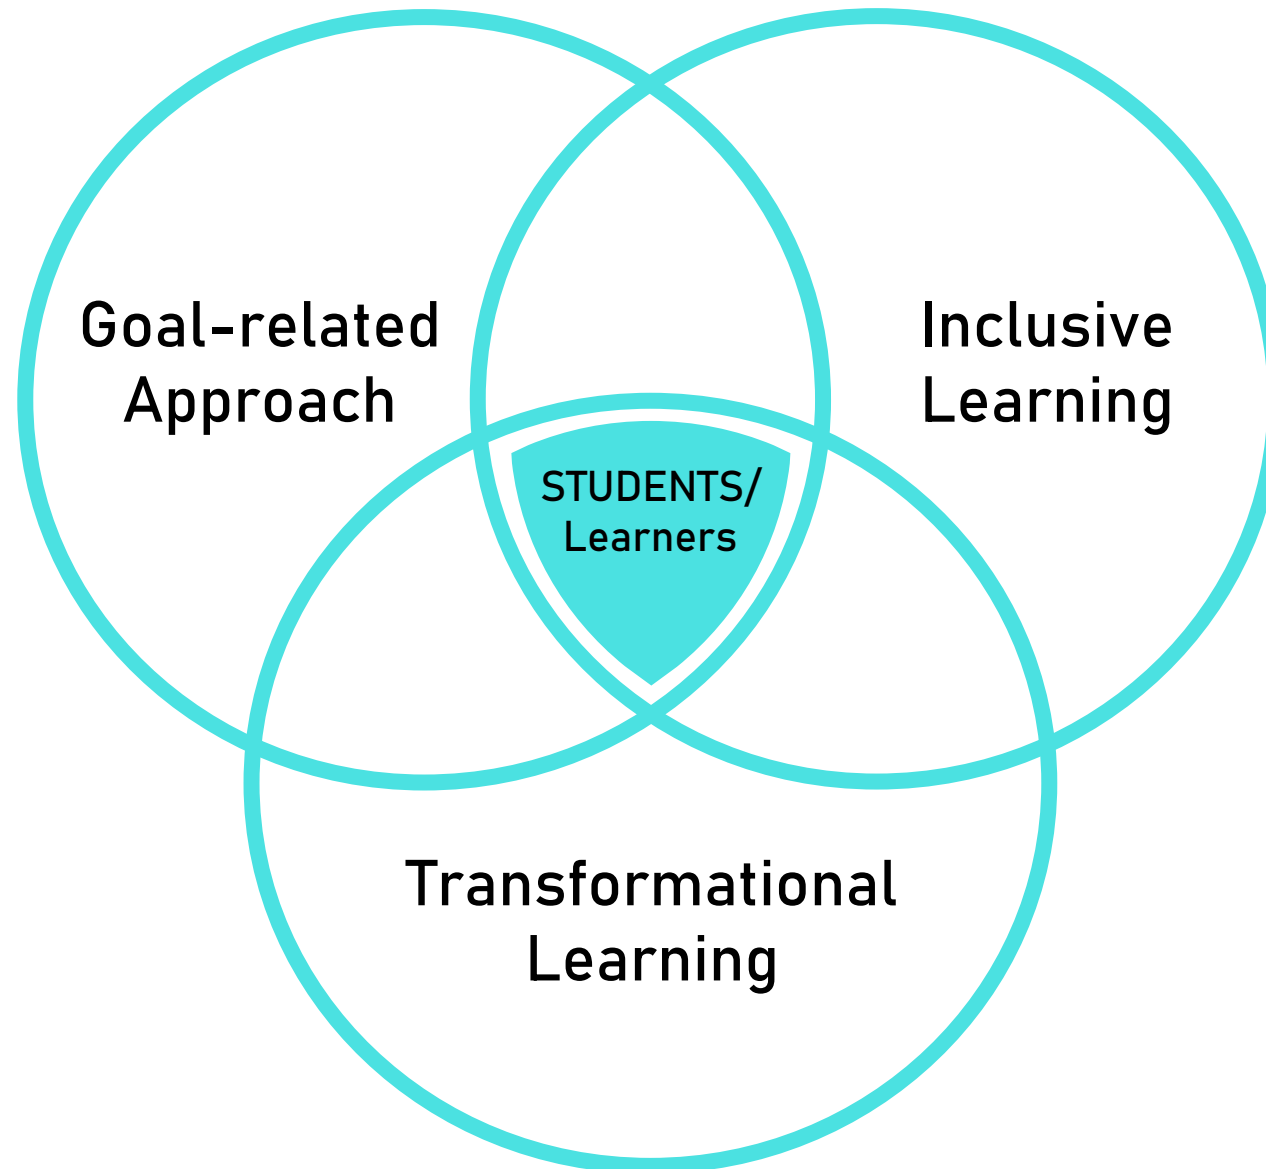 Goal-related
Approach
Inclusive
Learning
STUDENTS/
Learners
Transformational
Learning